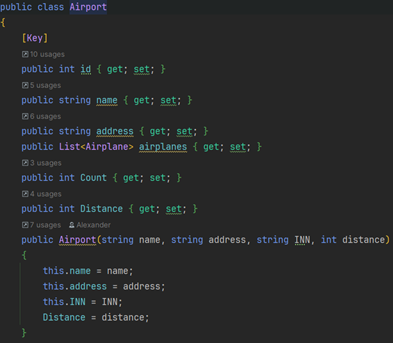 public class Airport
{
[Key]
10 usages
public int id { get; set; }
5 usages
public string name { get; set; }
6 usages
public string address { get; set; }
public List<Airplane> airplanes { get; set; }
3 usages
public int Count { get; set; }
4 usages
public int Distance { get; set; }
7 usages Alexander
public Airport(string name, string address, string INN, int distance)
{
this.name = name;
this.address = address;
this.INN = INN;
Distance = distance;
}